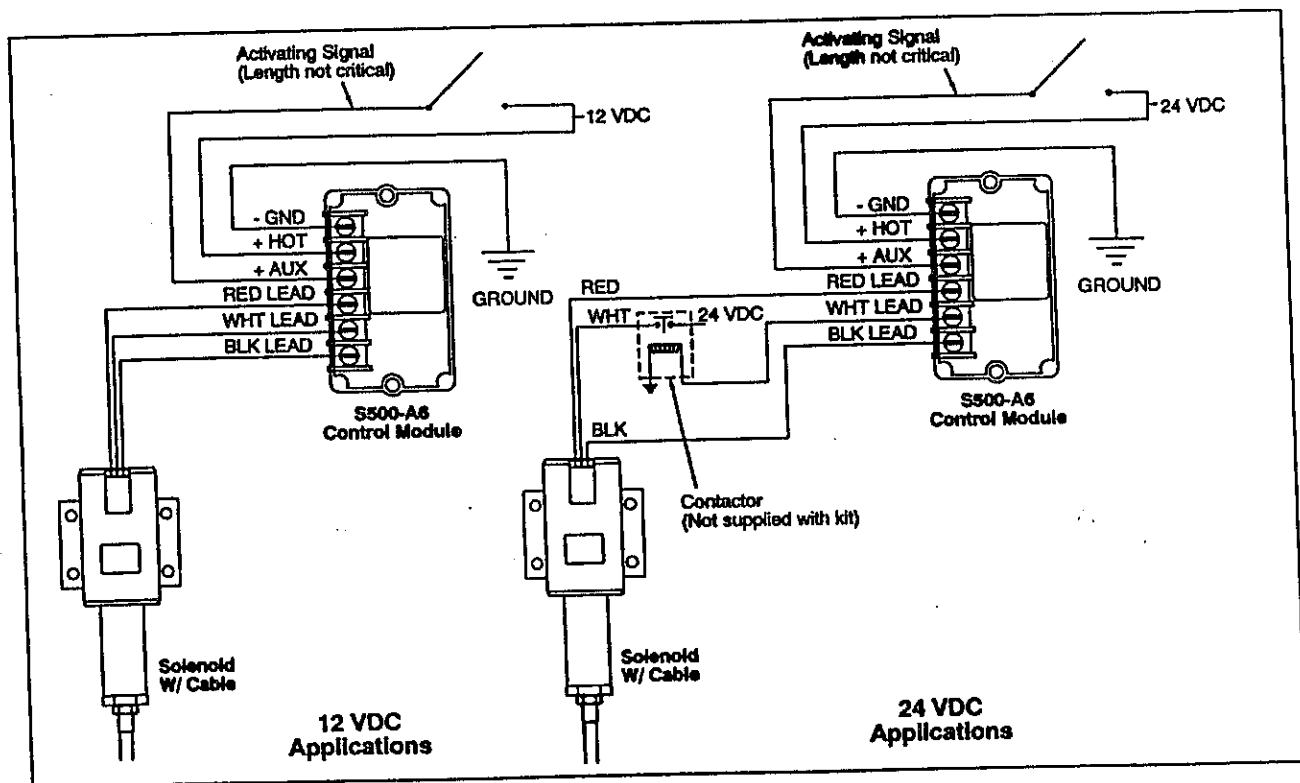 Activating Signal
(Length not critical)
12 VDC
- GND
+ HOT
+ AUX
RED LEAD
WHT LEAD
BLK LEAD
GROUND
S500-A6
Control Module
Solenoid
W/ Cable
12 VDC
Applications
Activating Signal
(Length not critical)
24 VDC
- GND
+ HOT
+ AUX
RED LEAD
WHT LEAD
BLK LEAD
GROUND
RED
WHT
24 VDC
BLK
S500-A6
Control Module
Contactor
(Not supplied with kit)
Solenoid
W/ Cable
24 VDC
Applications